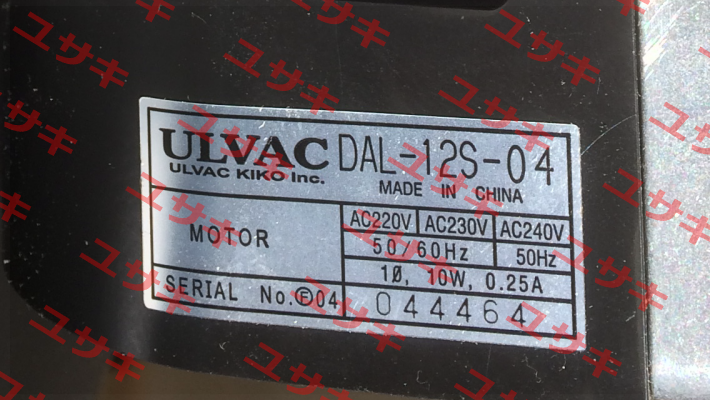 ULVAC DAL-12S-04
ULVAC KIKO Inc.
MADE IN CHINA
MOTOR
AC220V AC230V AC240V
50/60Hz 50Hz
1Ø, 10W, 0.25A
SERIAL No.Ⓕ04 044464
ユサキ